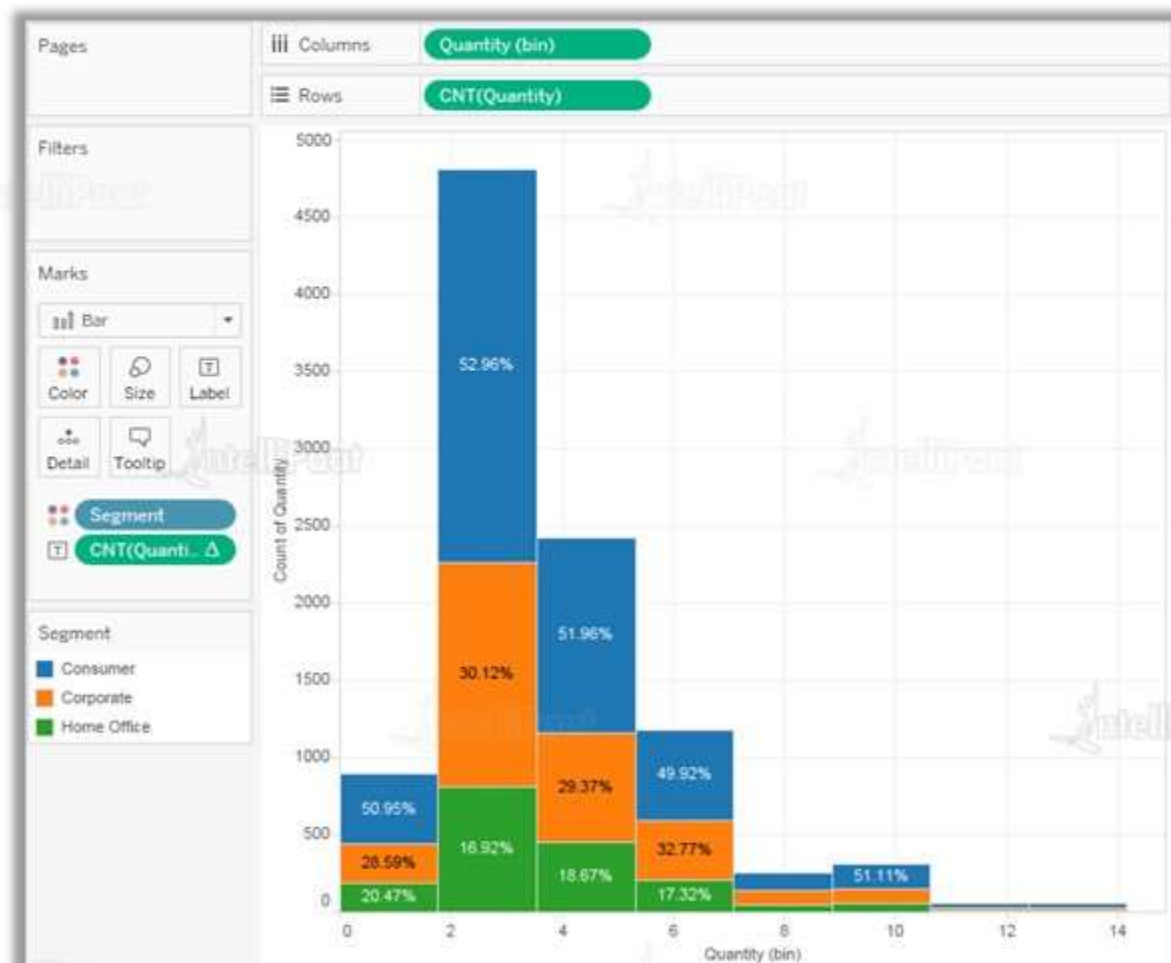 Pages
Columns
Quantity (bin)
Rows
CNT(Quantity)
Filters
Marks
Bar
Color
Size
Label
Detail
Tooltip
Segment
CNT(Quanti.. Δ
Segment
Consumer
Corporate
Home Office
Count of Quantity
5000
4500
4000
3500
3000
2500
2000
1500
1000
500
0
52.96%
30.12%
16.92%
51.96%
29.37%
18.67%
50.95%
28.59%
20.47%
49.92%
32.77%
17.32%
51.11%
0 2 4 6 8 10 12 14
Quantity (bin)
IntelliPaat